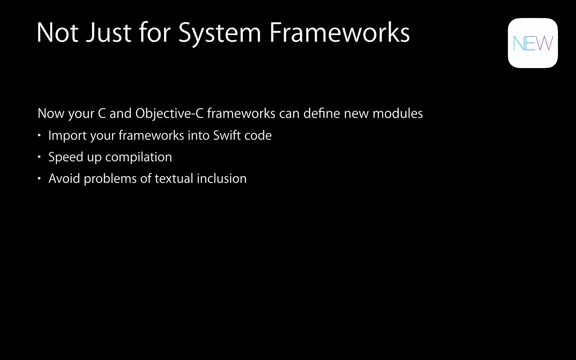 Not Just for System Frameworks
NEW
Now your C and Objective-C frameworks can define new modules
• Import your frameworks into Swift code
• Speed up compilation
• Avoid problems of textual inclusion